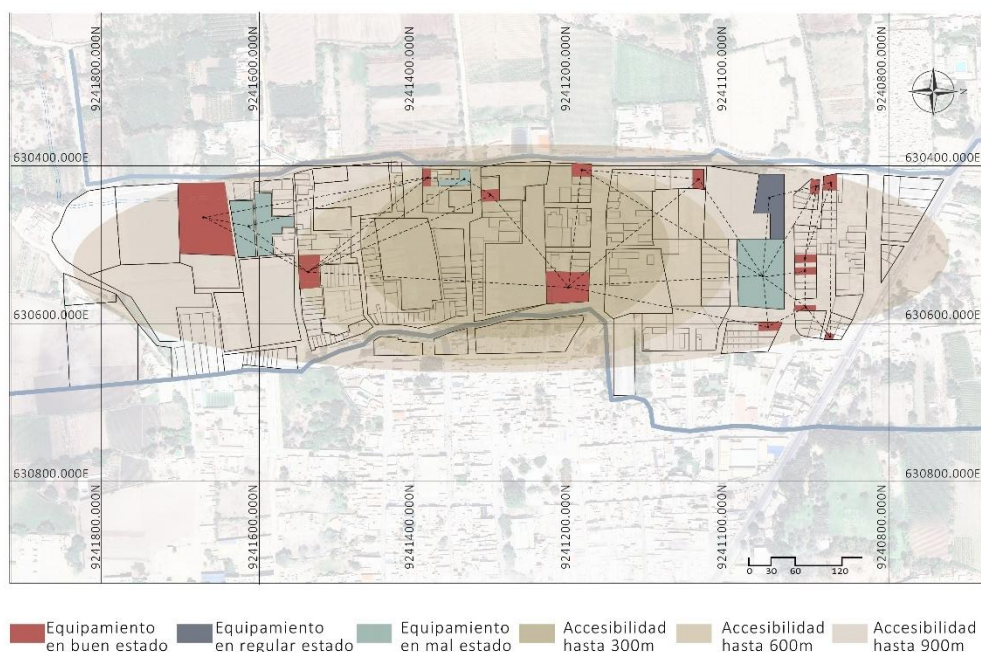 9241800.000N
9241600.000N
9241400.000N
9241200.000N
9241100.000N
9240800.000N
N
630400.000E
630400.000E
630600.000E
630600.000E
630800.000E
630800.000E
9241800.000N
9241600.000N
9241400.000N
9241200.000N
9241100.000N
9240800.000N
0 30 60 120
Equipamiento
en buen estado
Equipamiento
en regular estado
Equipamiento
en mal estado
Accesibilidad
hasta 300m
Accesibilidad
hasta 600m
Accesibilidad
hasta 900m